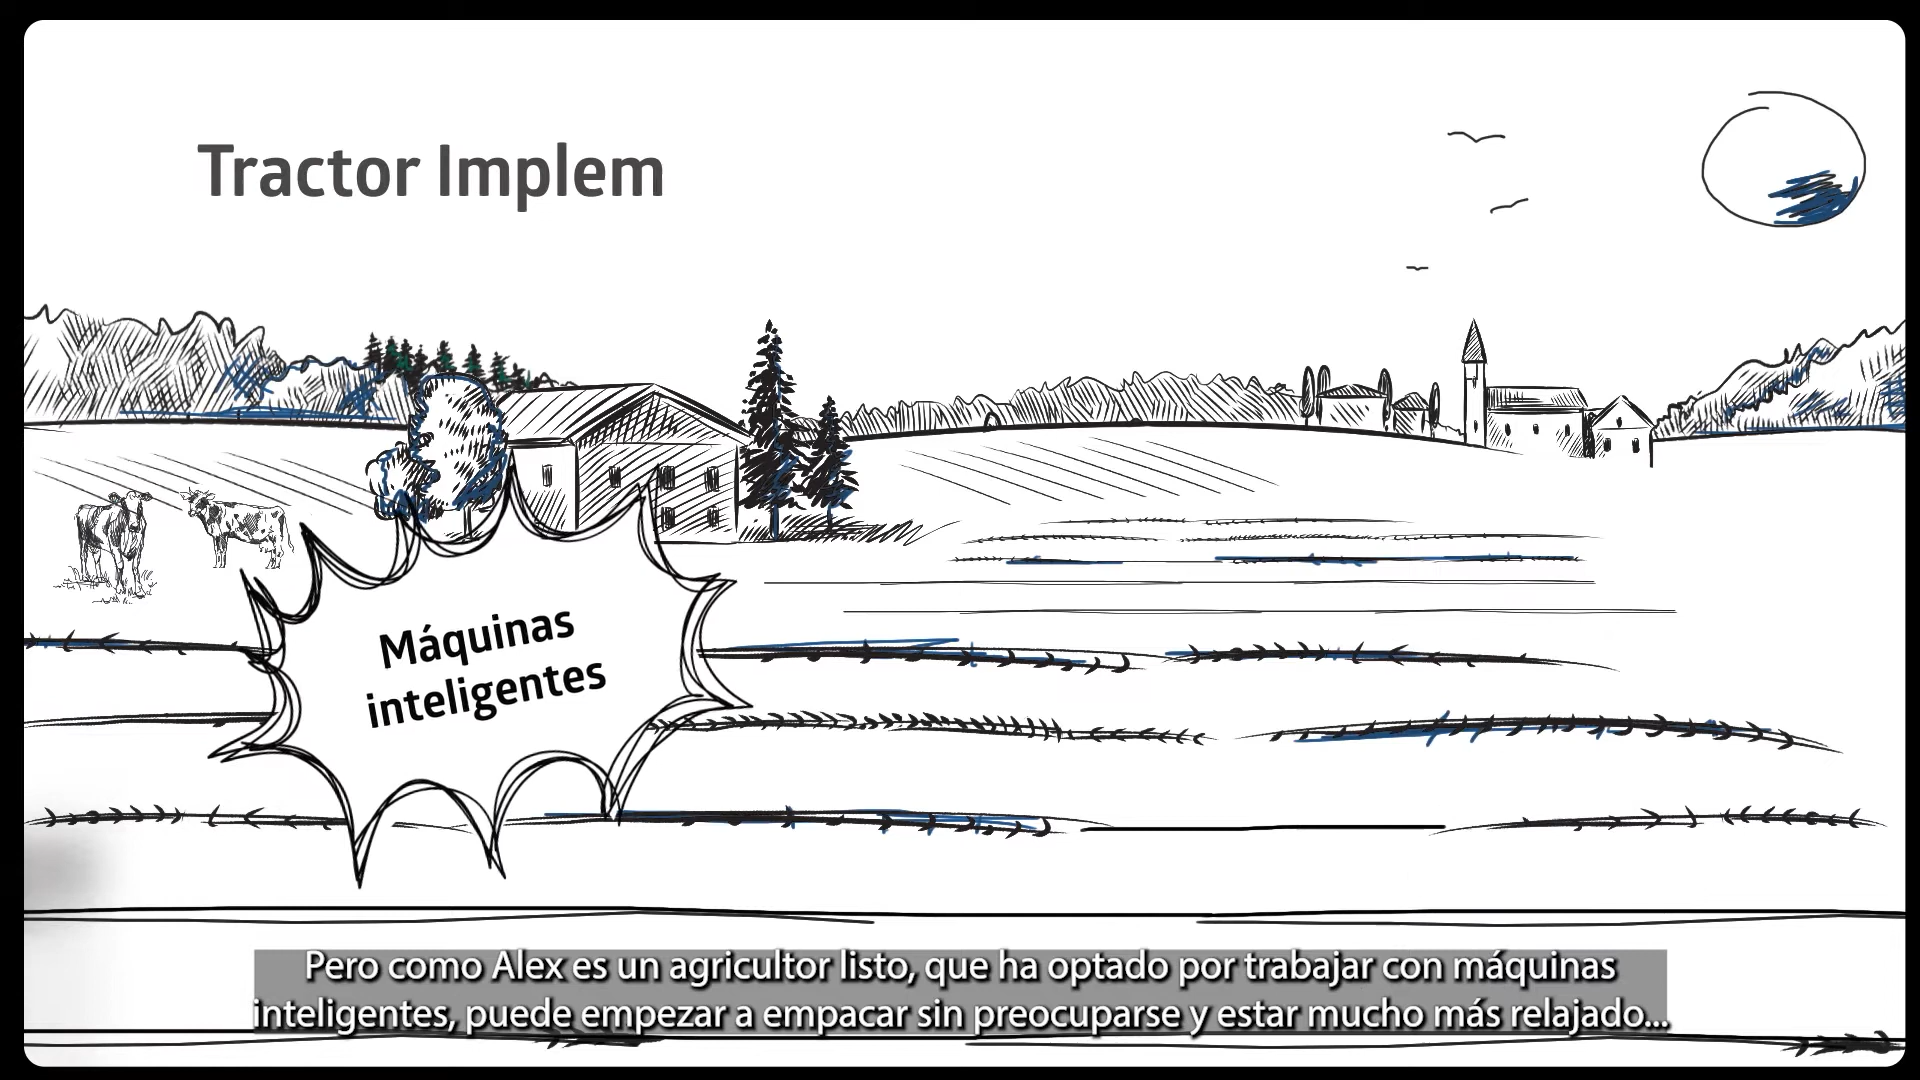 Tractor Implem
Máquinas
inteligentes
Pero como Alex es un agricultor listo, que ha optado por trabajar con máquinas
inteligentes, puede empezar a empacar sin preocuparse y estar mucho más relajado...